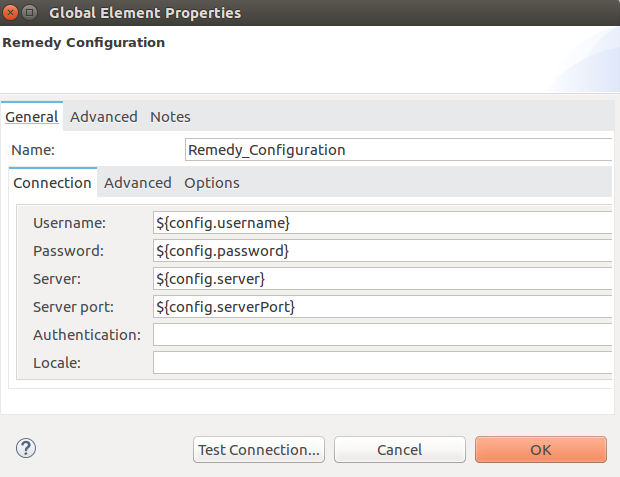 Global Element Properties
Remedy Configuration
General Advanced Notes
Name: Remedy_Configuration
Connection Advanced Options
Username: ${config.username}
Password: ${config.password}
Server: ${config.server}
Server port: ${config.serverPort}
Authentication:
Locale:
? Test Connection... Cancel OK